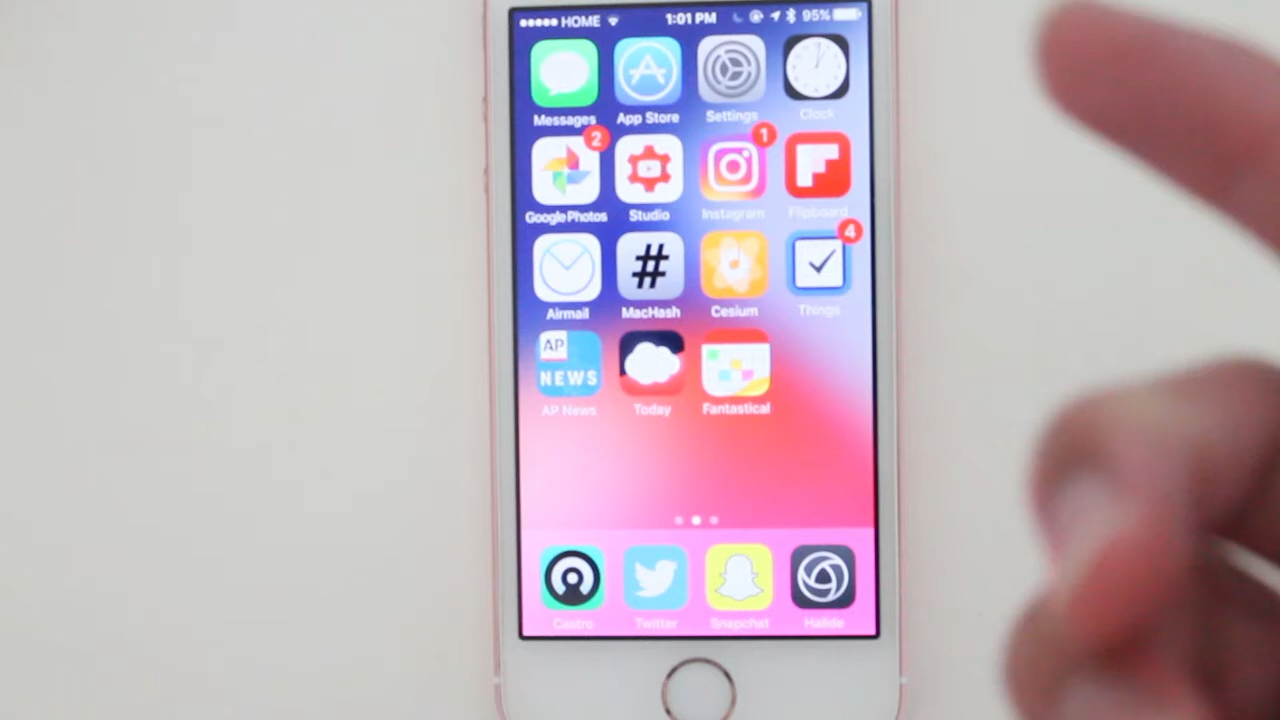 HOME 1:01 PM 95%
Messages App Store Settings Clock
2 1
Google Photos Studio Instagram Flipboard
4
#
Airmail MacHash Cesium Things
AP
NEWS
AP News Today Fantastical
Castro Twitter Snapchat Halide